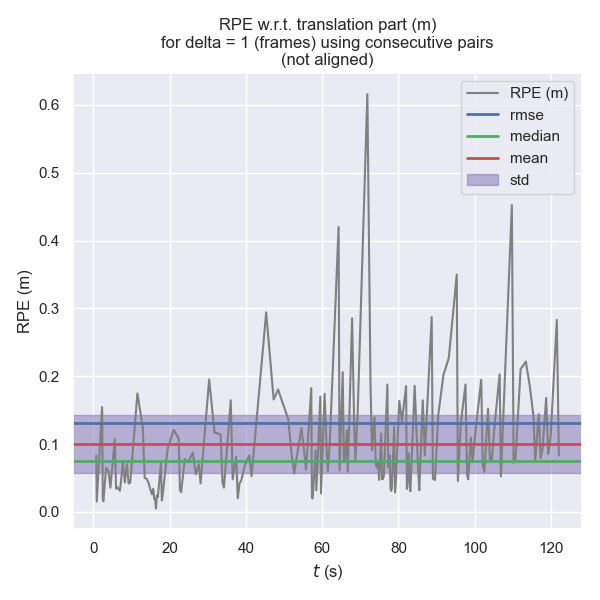 RPE w.r.t. translation part (m)
for delta = 1 (frames) using consecutive pairs
(not aligned)
RPE (m)
rmse
median
mean
std
RPE (m)
0.6
0.5
0.4
0.3
0.2
0.1
0.0
0 20 40 60 80 100 120
t (s)